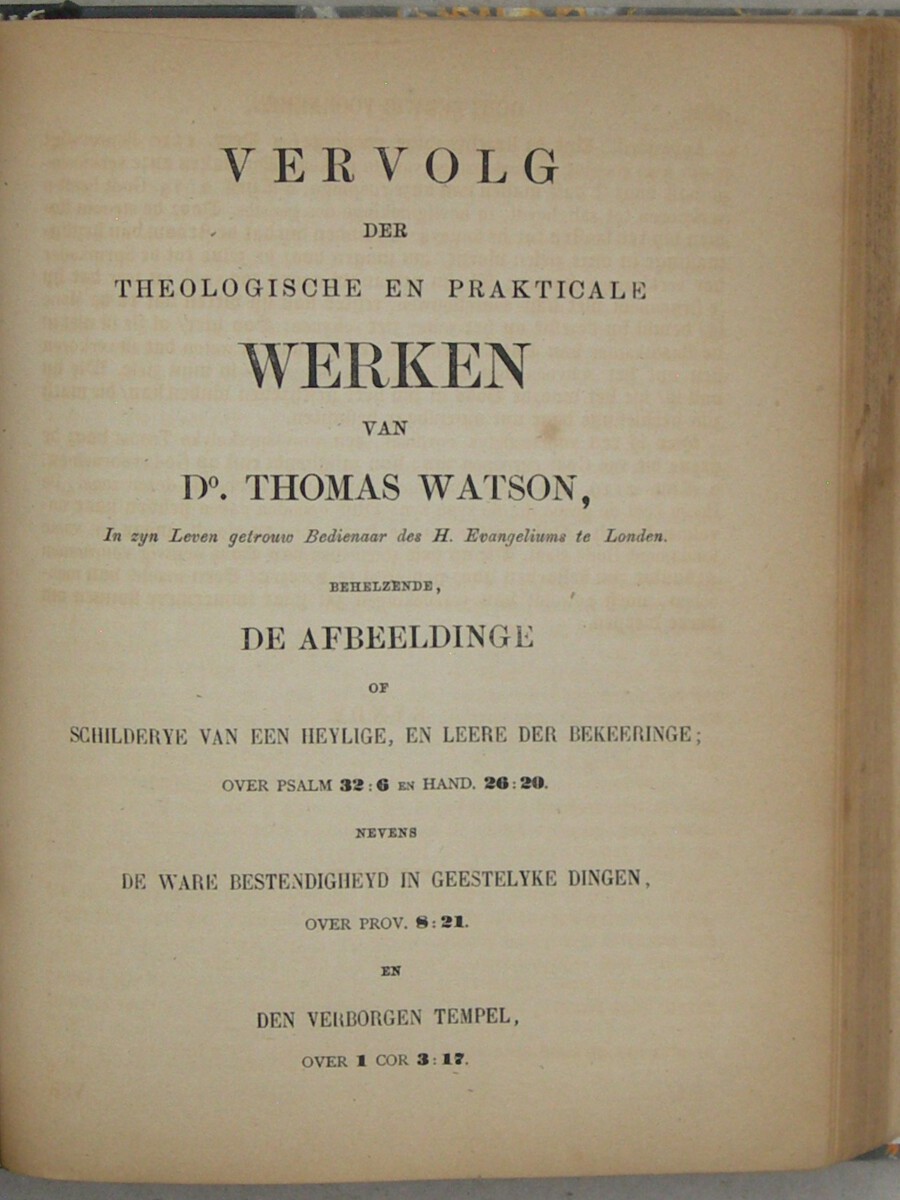 VERVOLG
DER
THEOLOGISCHE EN PRAKTICALE
WERKEN
VAN
Dº. THOMAS WATSON,
In zyn Leven getrouw Bedienaar des H. Evangeliums te Londen.
BEHELZENDE,
DE AFBEELDINGE
OF
SCHILDERYE VAN EEN HEYLIGE, EN LEERE DER BEKEERINGE;
OVER PSALM 32:6 EN HAND. 26:20.
NEVENS
DE WARE BESTENDIGHEYD IN GEESTELYKE DINGEN,
OVER PROV. 8:21.
EN
DEN VERBORGEN TEMPEL,
OVER 1 COR 3:17.